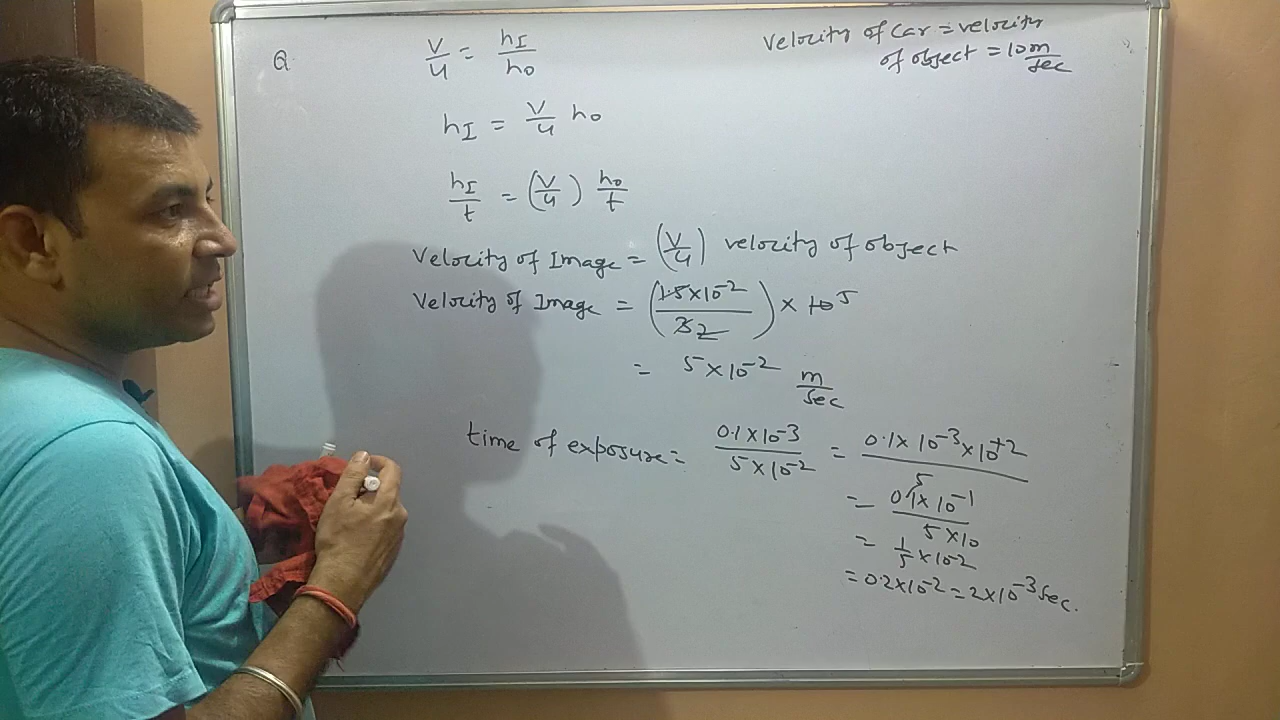 Q
V/u = hI/ho
Velocity of Car = velocity
of object = 10 m/sec
hI = V/u ho
hI/t = (V/u) ho/t
Velocity of Image = (V/u) velocity of object
Velocity of Image = (1.5×10^-2/3 2) × 10 5
= 5×10^-2 m/sec
time of exposure = 0.1×10^-3/5×10^-2 = 0.1×10^-3×10^+2/5
= 0.1×10^-1/5×10
= 1/5×10^-2
= 0.2×10^-2 = 2×10^-3 sec.